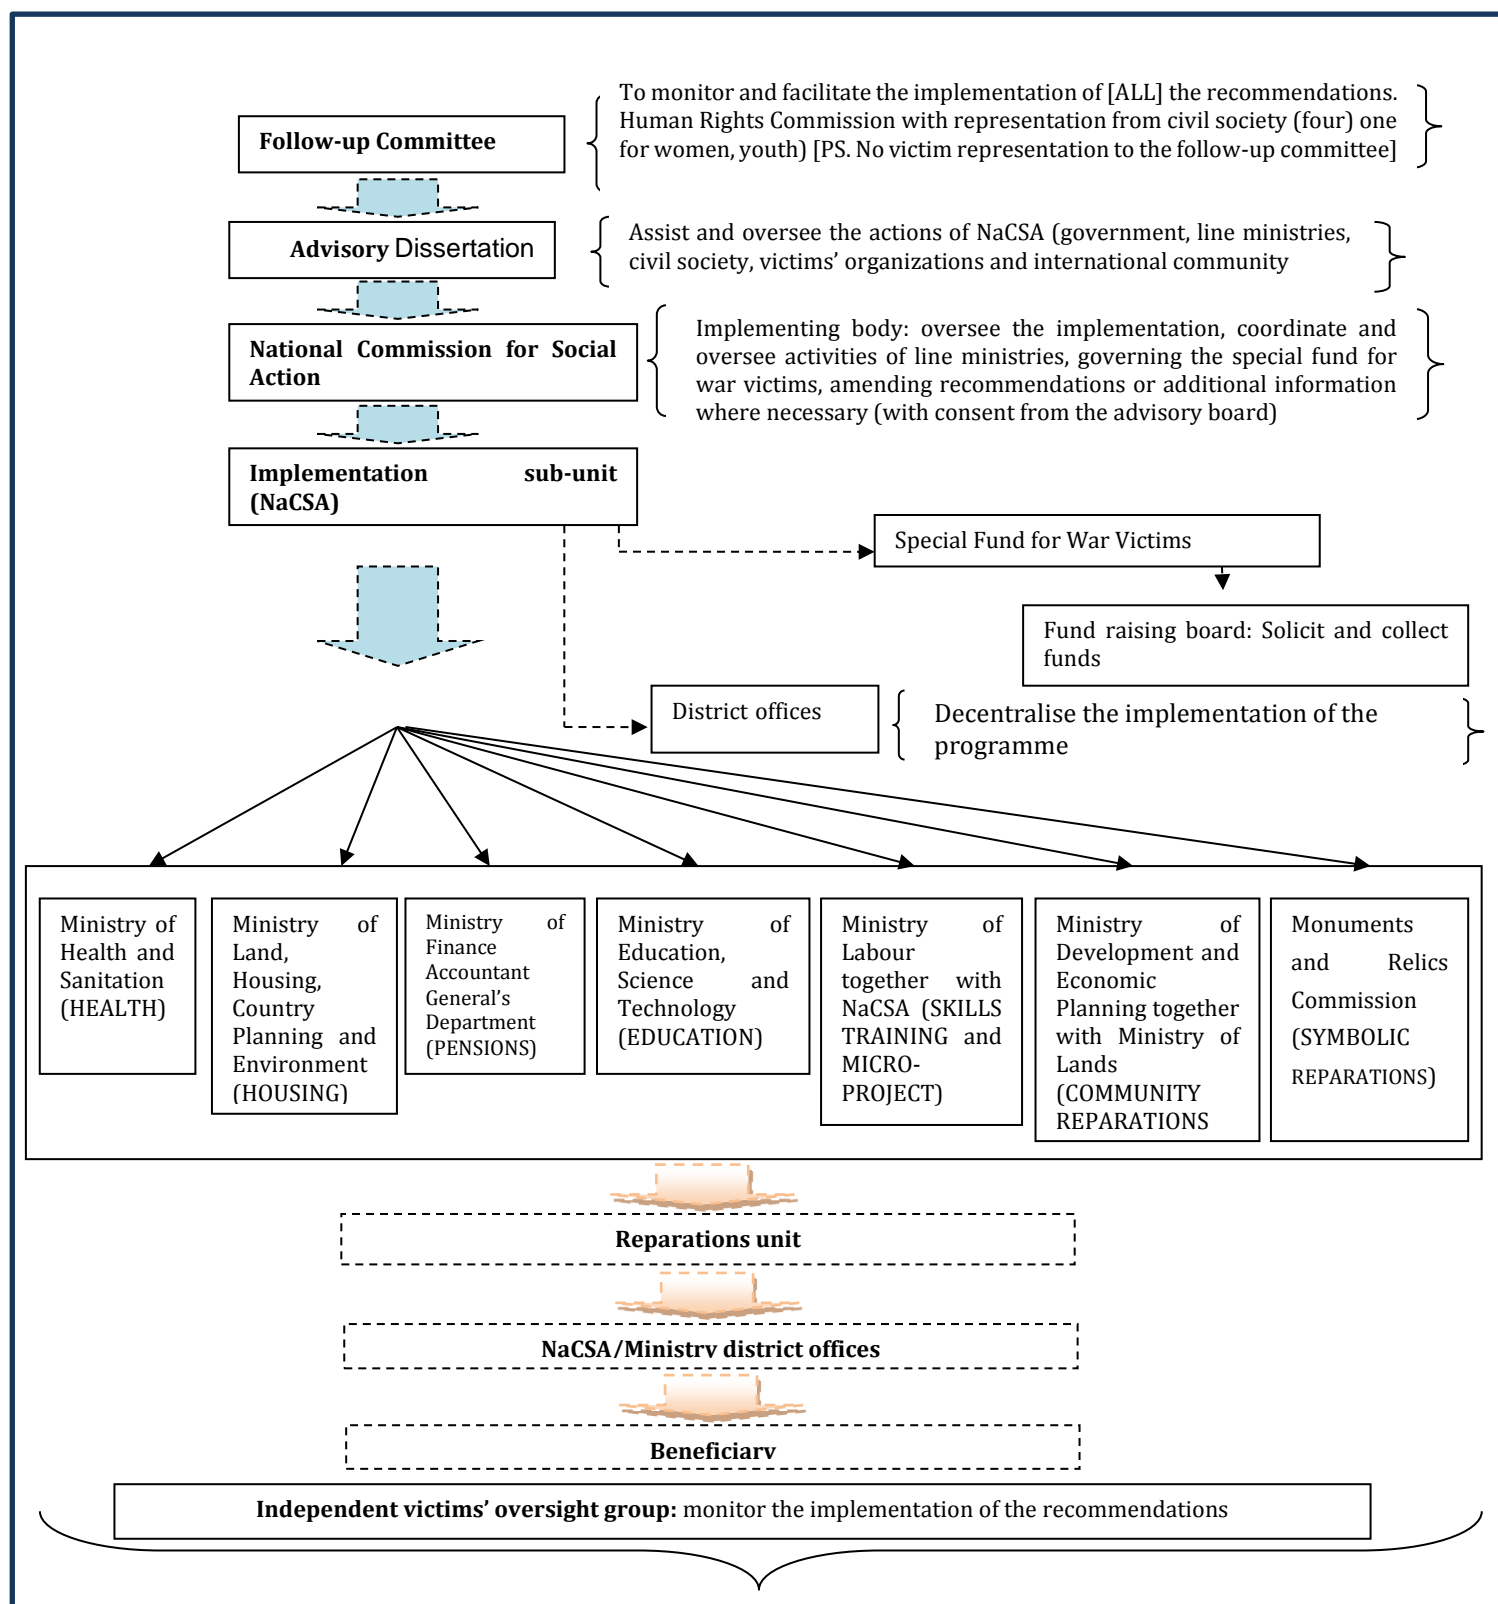 Follow-up Committee
To monitor and facilitate the implementation of [ALL] the recommendations.
Human Rights Commission with representation from civil society (four) one
for women, youth) [PS. No victim representation to the follow-up committee]
Advisory Dissertation
Assist and oversee the actions of NaCSA (government, line ministries,
civil society, victims’ organizations and international community
National Commission for Social
Action
Implementing body: oversee the implementation, coordinate and
oversee activities of line ministries, governing the special fund for
war victims, amending recommendations or additional information
where necessary (with consent from the advisory board)
Implementation sub-unit
(NaCSA)
Special Fund for War Victims
Fund raising board: Solicit and collect
funds
District offices
Decentralise the implementation of the
programme
Ministry of
Health and
Sanitation
(HEALTH)
Ministry of
Land,
Housing,
Country
Planning and
Environment
(HOUSING)
Ministry of
Finance
Accountant
General’s
Department
(PENSIONS)
Ministry of
Education,
Science and
Technology
(EDUCATION)
Ministry of
Labour
together with
NaCSA (SKILLS
TRAINING and
MICRO-
PROJECT)
Ministry of
Development and
Economic
Planning together
with Ministry of
Lands
(COMMUNITY
REPARATIONS
Monuments
and Relics
Commission
(SYMBOLIC
REPARATIONS)
Reparations unit
NaCSA/Ministry district offices
Beneficiary
Independent victims’ oversight group: monitor the implementation of the recommendations